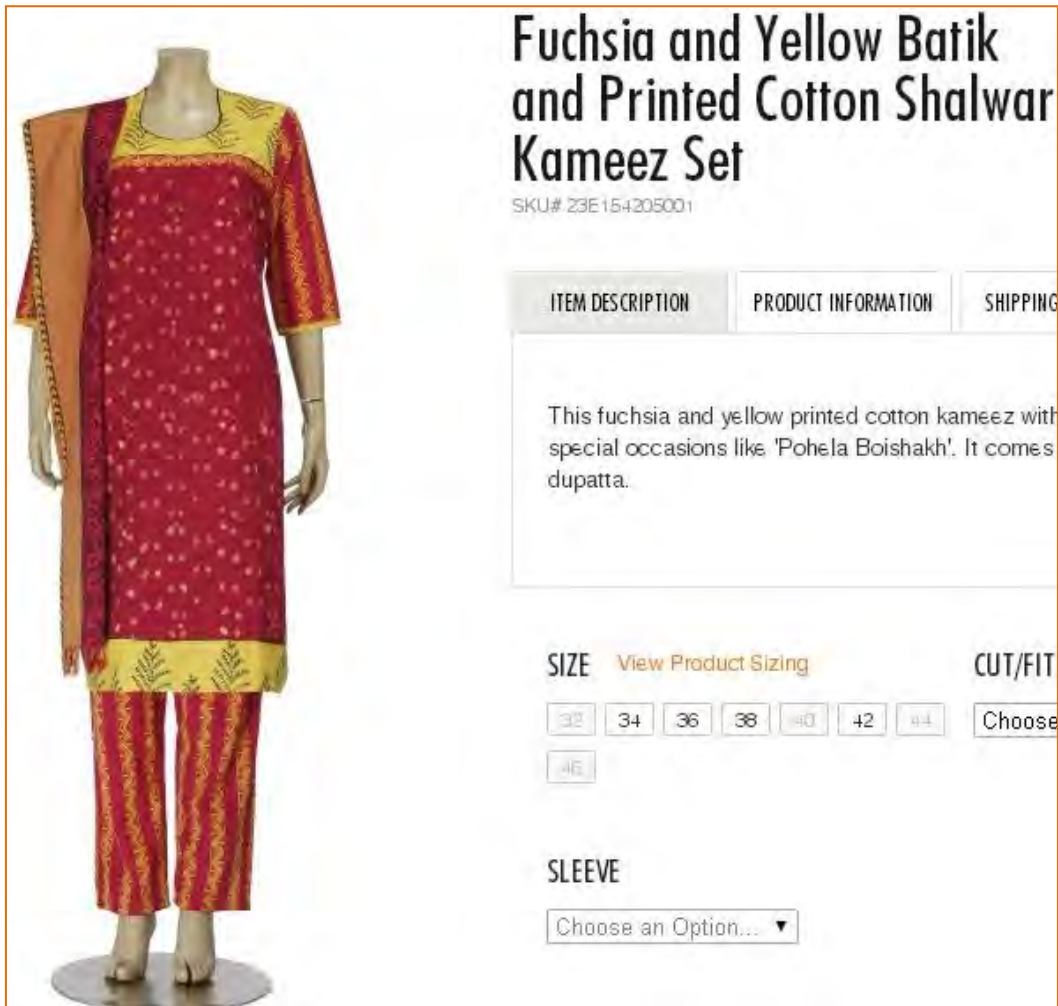 Fuchsia and Yellow Batik
and Printed Cotton Shalwar
Kameez Set
SKU# 23E154205001
ITEM DESCRIPTION PRODUCT INFORMATION SHIPPING
This fuchsia and yellow printed cotton kameez with
special occasions like 'Pohela Boishakh'. It comes
dupatta.
SIZE View Product Sizing CUT/FIT
32 34 36 38 40 42 44 Choose
46
SLEEVE
Choose an Option...